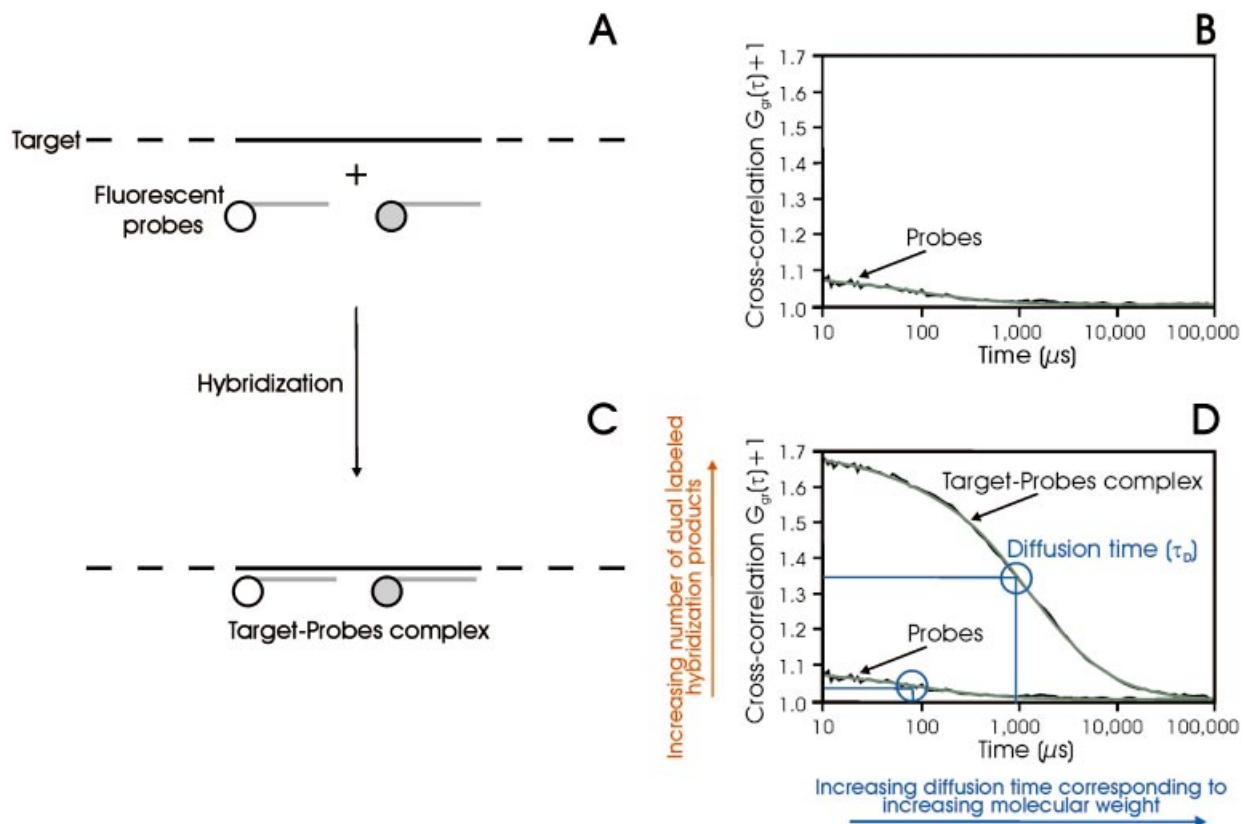 A
Target
+
Fluorescent
probes
Hybridization
B
Cross-correlation G_gr(τ)+1
1.7
1.6
1.5
1.4
1.3
1.2
1.1
1.0
Probes
10
100
1,000
10,000
100,000
Time (μs)
C
Target-Probes complex
D
Increasing number of dual labeled
hybridization products
Cross-correlation G_gr(τ)+1
1.7
1.6
1.5
1.4
1.3
1.2
1.1
1.0
Target-Probes complex
Diffusion time (τ_D)
Probes
10
100
1,000
10,000
100,000
Time (μs)
Increasing diffusion time corresponding to
increasing molecular weight